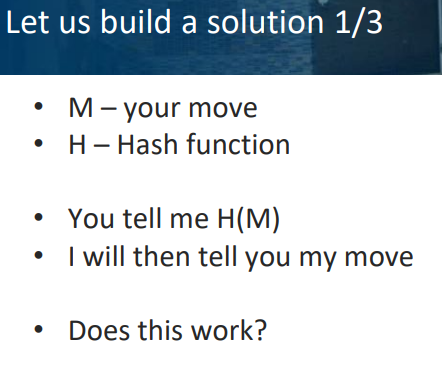 Let us build a solution 1/3
• M – your move
• H – Hash function
• You tell me H(M)
• I will then tell you my move
• Does this work?